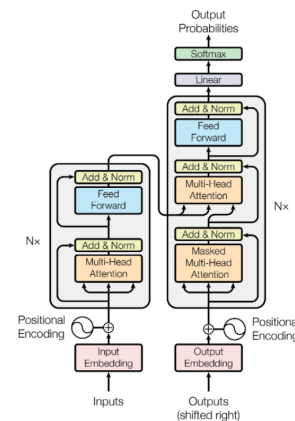 Output
Probabilities
Softmax
Linear
Add & Norm
Feed
Forward
Add & Norm
Multi-Head
Attention
Add & Norm
Masked
Multi-Head
Attention
Nx
Add & Norm
Feed
Forward
Nx
Add & Norm
Multi-Head
Attention
Positional
Encoding
Positional
Encoding
Input
Embedding
Output
Embedding
Inputs
Outputs
(shifted right)